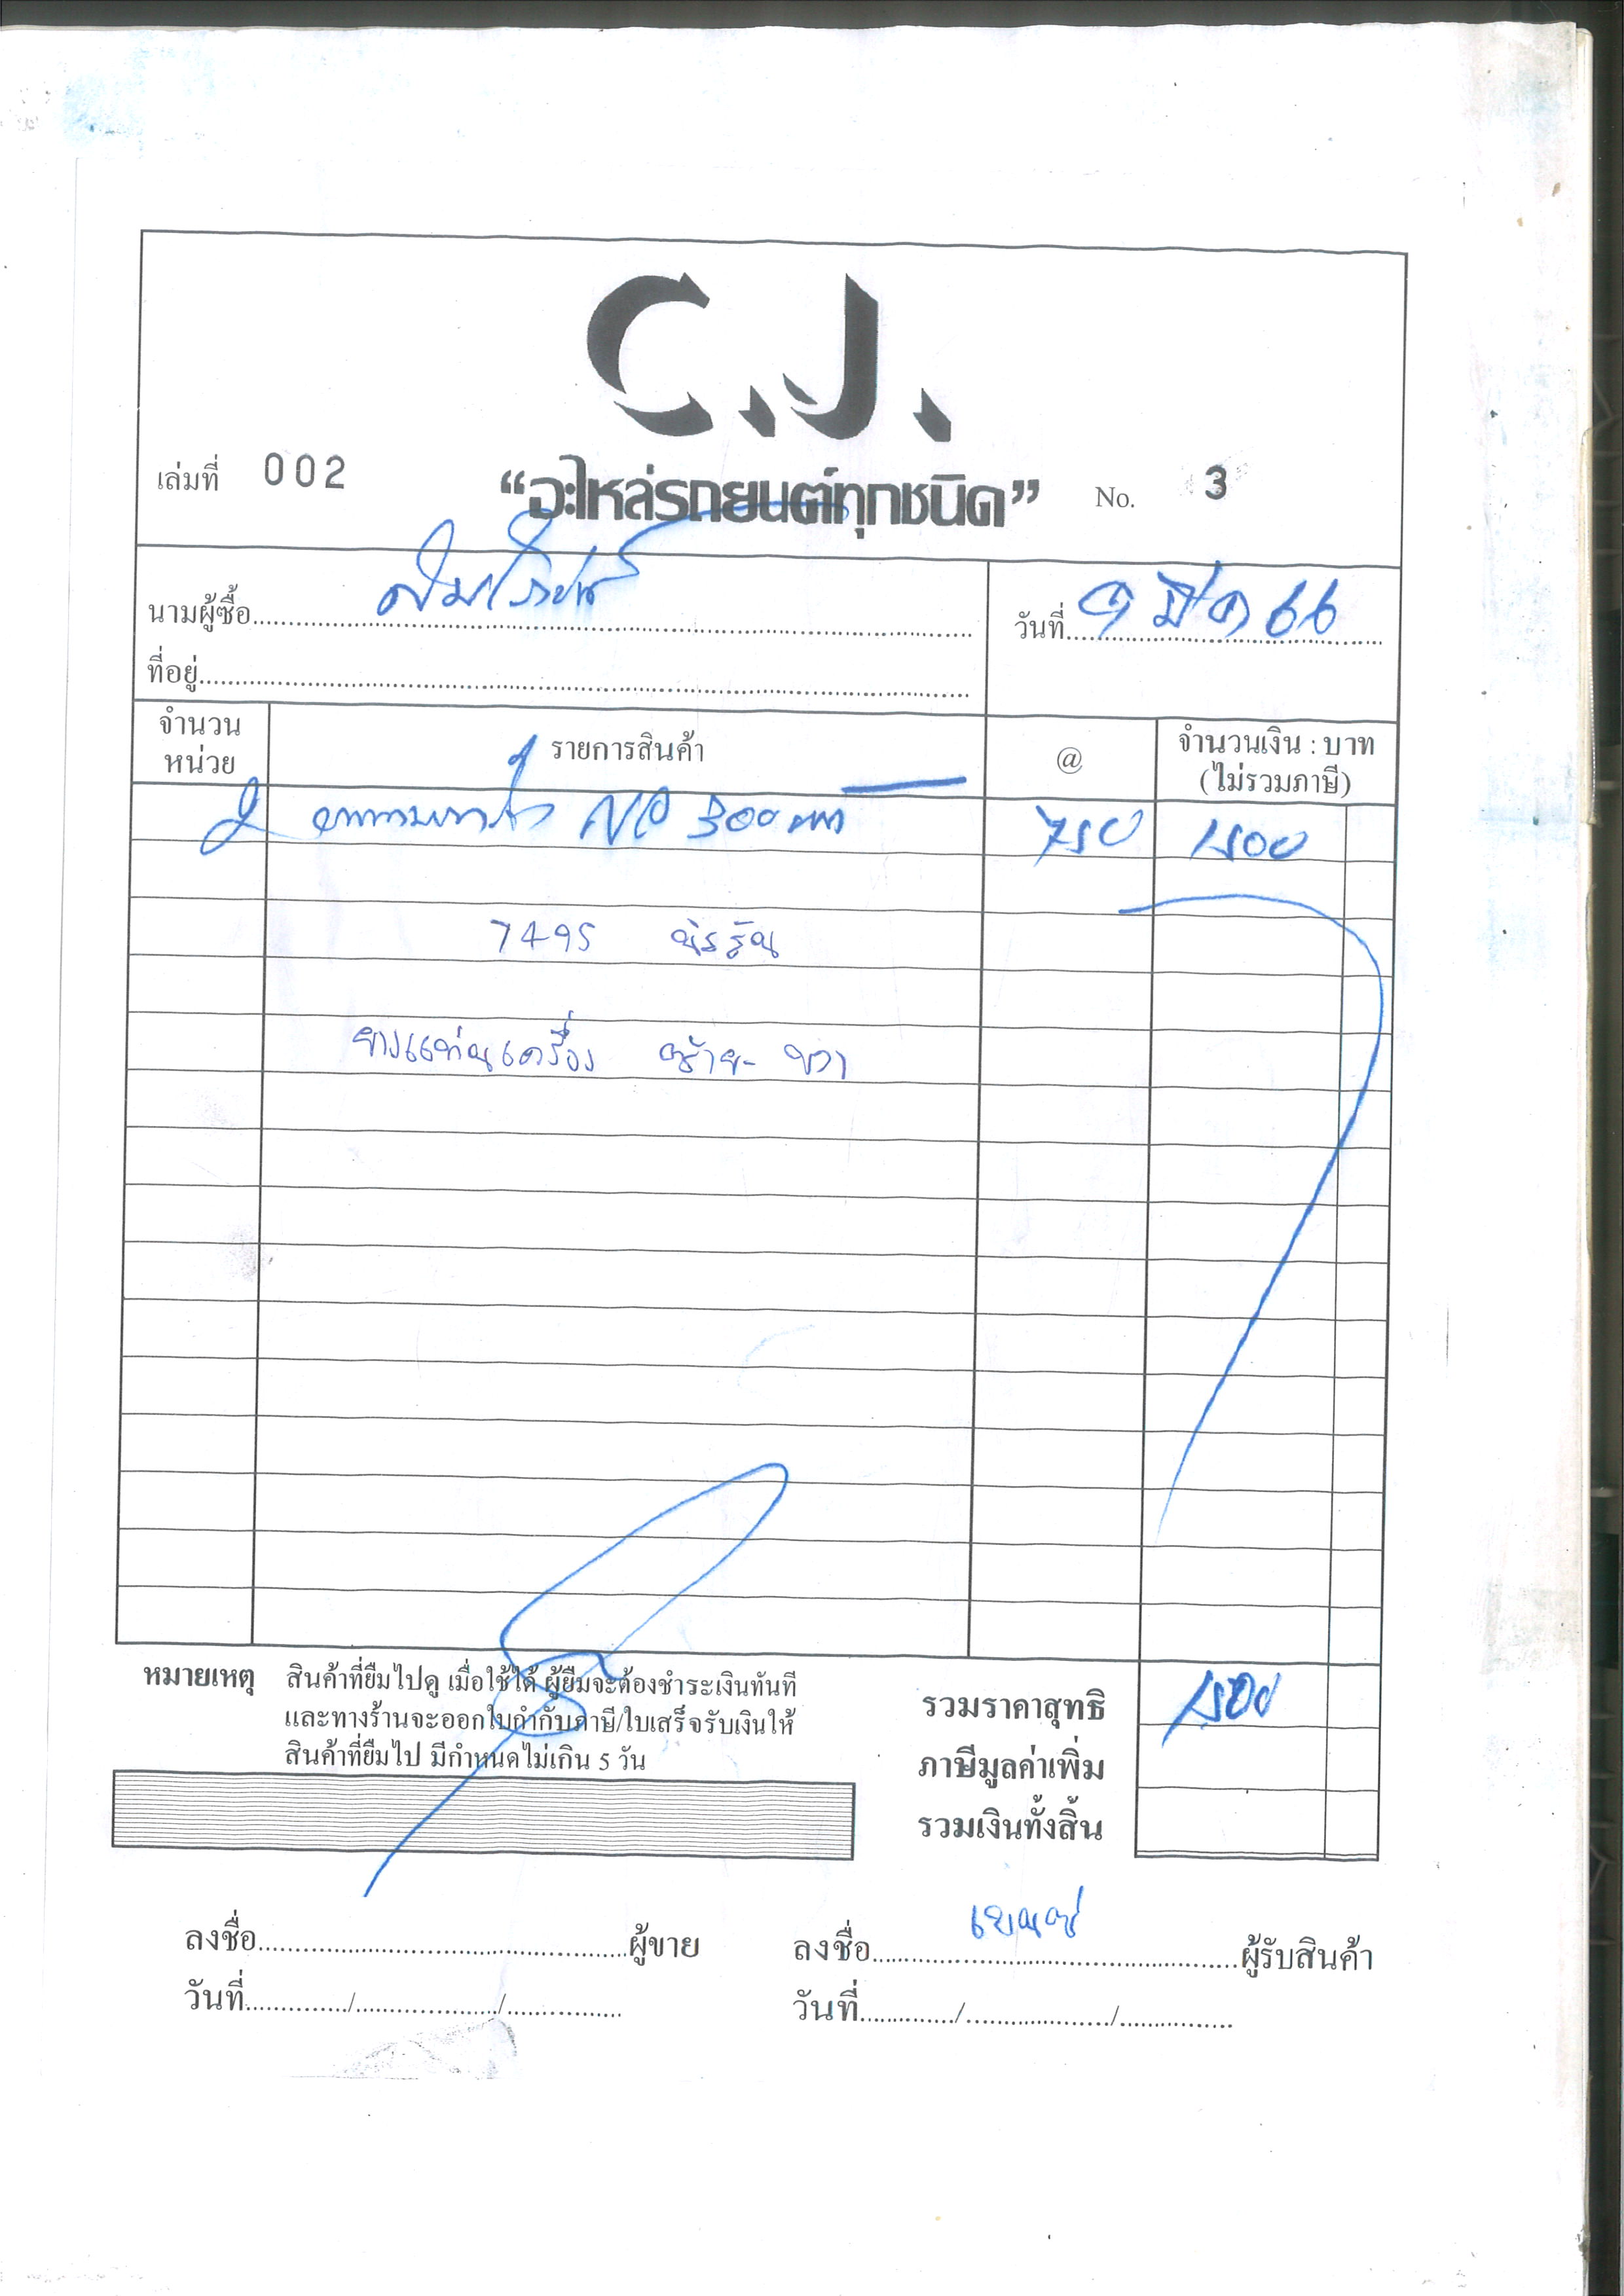 C.J.
เล่มที่ 002
“อะไหล่รถยนต์ทุกชนิด”
No. 3
นามผู้ซื้อ
วันที่ 9 มีค 66
ที่อยู่
จำนวน หน่วย
รายการสินค้า
@
จำนวนเงิน : บาท (ไม่รวมภาษี)
2 NO 300 750 1500
7495 นิรัน
ยางแท่นเครื่อง ซ้าย- ขวา
หมายเหตุ สินค้าที่ยืมไปดู เมื่อใช้ได้ ผู้ยืมจะต้องชำระเงินทันที
และทางร้านจะออกใบกำกับภาษี/ใบเสร็จรับเงินให้
สินค้าที่ยืมไป มีกำหนดไม่เกิน 5 วัน
รวมราคาสุทธิ 1500
ภาษีมูลค่าเพิ่ม
รวมเงินทั้งสิ้น
ลงชื่อ ผู้ขาย
ลงชื่อ ผู้รับสินค้า
วันที่ / /
วันที่ / /